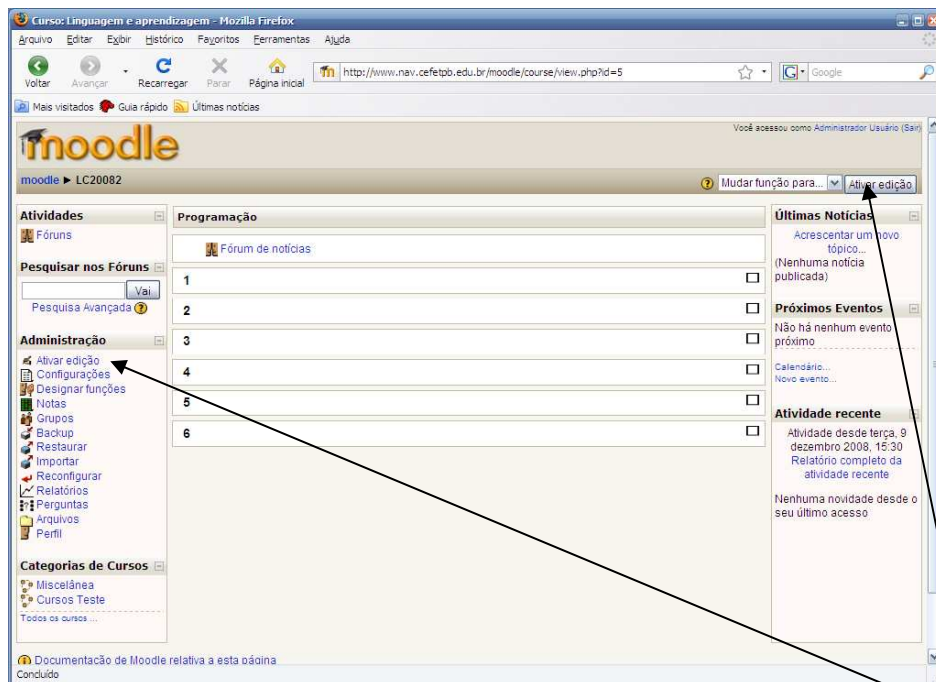 Curso: Linguagem e aprendizagem - Mozilla Firefox
Arquivo Editar Exibir Histórico Favoritos Ferramentas Ajuda
Voltar Avançar Recarregar Parar Página inicial
http://www.nav.cefetpb.edu.br/moodle/course/view.php?id=5
Google
Mais visitados Guia rápido Últimas notícias
moodle
Você acessou como Administrador Usuário (Sair)
moodle ► LC20082
Mudar função para... Ativar edição
Atividades
Fóruns
Pesquisar nos Fóruns
Vai
Pesquisa Avançada
Administração
Ativar edição
Configurações
Designar funções
Notas
Grupos
Backup
Restaurar
Importar
Reconfigurar
Relatórios
Perguntas
Arquivos
Perfil
Categorias de Cursos
Miscelânea
Cursos Teste
Todos os cursos ...
Programação
Fórum de notícias
1
2
3
4
5
6
Últimas Notícias
Acrescentar um novo
tópico...
(Nenhuma notícia
publicada)
Próximos Eventos
Não há nenhum evento
próximo
Calendário...
Novo evento...
Atividade recente
Atividade desde terça, 9
dezembro 2008, 15:30
Relatório completo da
atividade recente
Nenhuma novidade desde o
seu último acesso
Documentação de Moodle relativa a esta página
Concluído